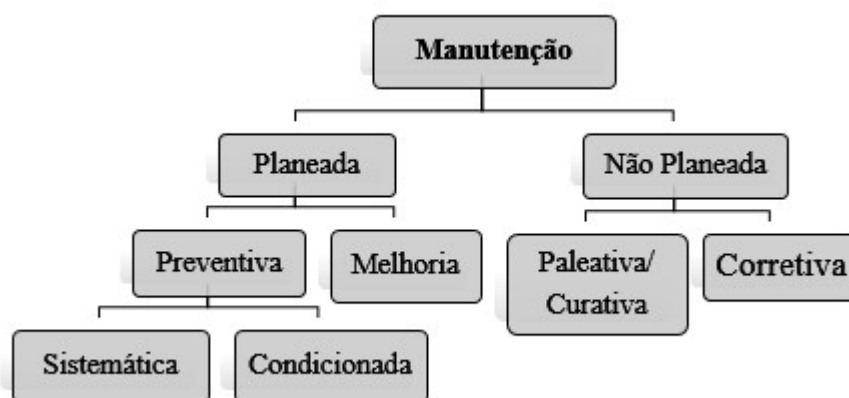 Manutenção
Planeada
Não Planeada
Preventiva
Melhoria
Paleativa/
Curativa
Corretiva
Sistemática
Condicionada